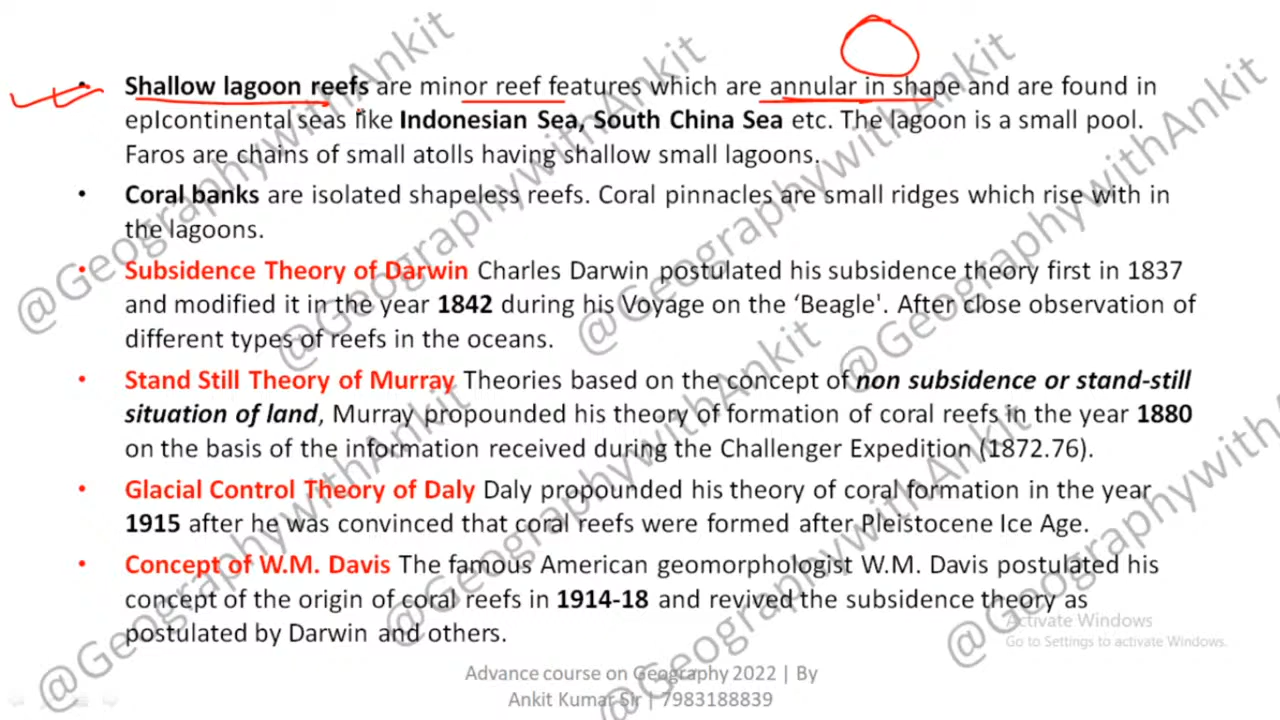 • Shallow lagoon reefs are minor reef features which are annular in shape and are found in
epIcontinental seas like Indonesian Sea, South China Sea etc. The lagoon is a small pool.
Faros are chains of small atolls having shallow small lagoons.
• Coral banks are isolated shapeless reefs. Coral pinnacles are small ridges which rise with in
the lagoons.
• Subsidence Theory of Darwin Charles Darwin postulated his subsidence theory first in 1837
and modified it in the year 1842 during his Voyage on the ‘Beagle'. After close observation of
different types of reefs in the oceans.
• Stand Still Theory of Murray Theories based on the concept of non subsidence or stand-still
situation of land, Murray propounded his theory of formation of coral reefs in the year 1880
on the basis of the information received during the Challenger Expedition (1872.76).
• Glacial Control Theory of Daly Daly propounded his theory of coral formation in the year
1915 after he was convinced that coral reefs were formed after Pleistocene Ice Age.
• Concept of W.M. Davis The famous American geomorphologist W.M. Davis postulated his
concept of the origin of coral reefs in 1914-18 and revived the subsidence theory as
postulated by Darwin and others.
Activate Windows
Go to Settings to activate Windows.
Advance course on Geography 2022 | By
Ankit Kumar Sir | 7983188839
@GeographywithAnkit
@GeographywithAnkit
@GeographywithAnkit
@GeographywithAnkit
@GeographywithAnkit
@GeographywithAnkit
@GeographywithAnkit
@GeographywithAnkit